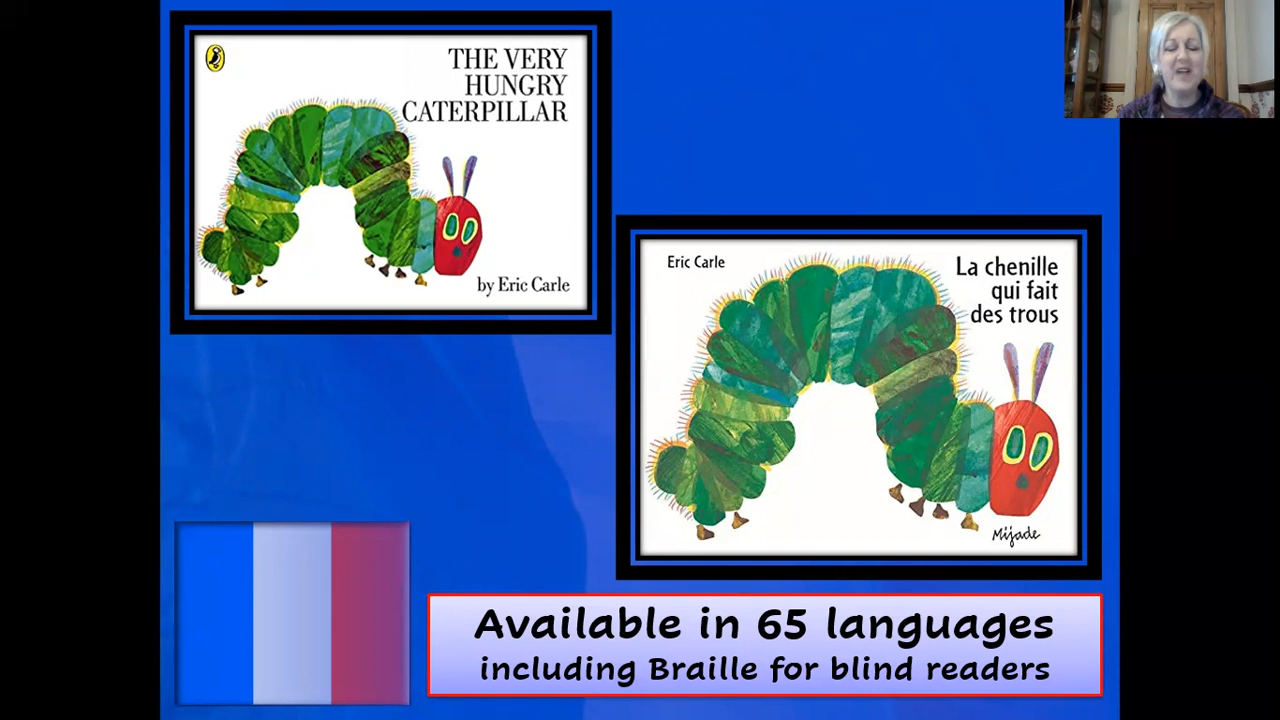 THE VERY
HUNGRY
CATERPILLAR
by Eric Carle
Eric Carle
La chenille
qui fait
des trous
Mijade
Available in 65 languages
including Braille for blind readers